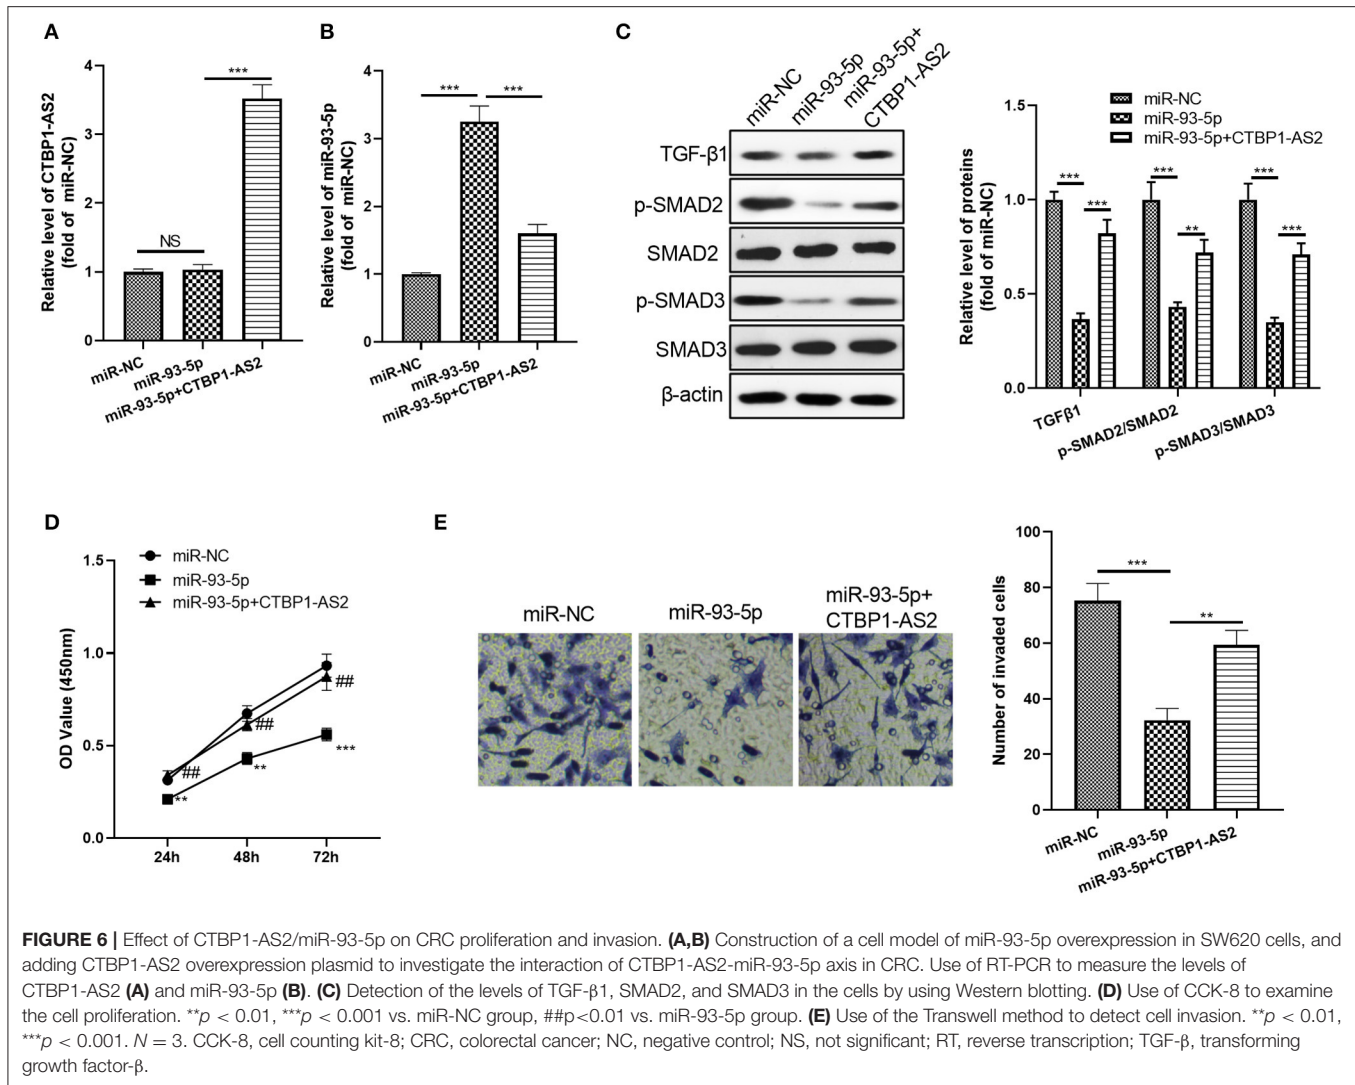 A
Relative level of CTBP1-AS2
(fold of miR-NC)
4
3
2
1
0
NS
***
miR-NC
miR-93-5p
miR-93-5p+CTBP1-AS2
B
Relative level of miR-93-5p
(fold of miR-NC)
4
3
2
1
0
***
***
miR-NC
miR-93-5p
miR-93-5p+CTBP1-AS2
C
miR-NC
miR-93-5p
miR-93-5p+
CTBP1-AS2
TGF-β1
p-SMAD2
SMAD2
p-SMAD3
SMAD3
β-actin
miR-NC
miR-93-5p
miR-93-5p+CTBP1-AS2
Relative level of proteins
(fold of miR-NC)
1.5
1.0
0.5
0.0
***
***
***
**
***
***
TGFβ1
p-SMAD2/SMAD2
p-SMAD3/SMAD3
D
miR-NC
miR-93-5p
miR-93-5p+CTBP1-AS2
OD Value (450nm)
1.5
1.0
0.5
0.0
##
**
##
**
##
***
24h
48h
72h
E
miR-NC
miR-93-5p
miR-93-5p+
CTBP1-AS2
Number of invaded cells
100
80
60
40
20
0
***
**
miR-NC
miR-93-5p
miR-93-5p+CTBP1-AS2
FIGURE 6 | Effect of CTBP1-AS2/miR-93-5p on CRC proliferation and invasion. (A,B) Construction of a cell model of miR-93-5p overexpression in SW620 cells, and
adding CTBP1-AS2 overexpression plasmid to investigate the interaction of CTBP1-AS2-miR-93-5p axis in CRC. Use of RT-PCR to measure the levels of
CTBP1-AS2 (A) and miR-93-5p (B). (C) Detection of the levels of TGF-β1, SMAD2, and SMAD3 in the cells by using Western blotting. (D) Use of CCK-8 to examine
the cell proliferation. **p < 0.01, ***p < 0.001 vs. miR-NC group, ##p<0.01 vs. miR-93-5p group. (E) Use of the Transwell method to detect cell invasion. **p < 0.01,
***p < 0.001. N = 3. CCK-8, cell counting kit-8; CRC, colorectal cancer; NC, negative control; NS, not significant; RT, reverse transcription; TGF-β, transforming
growth factor-β.